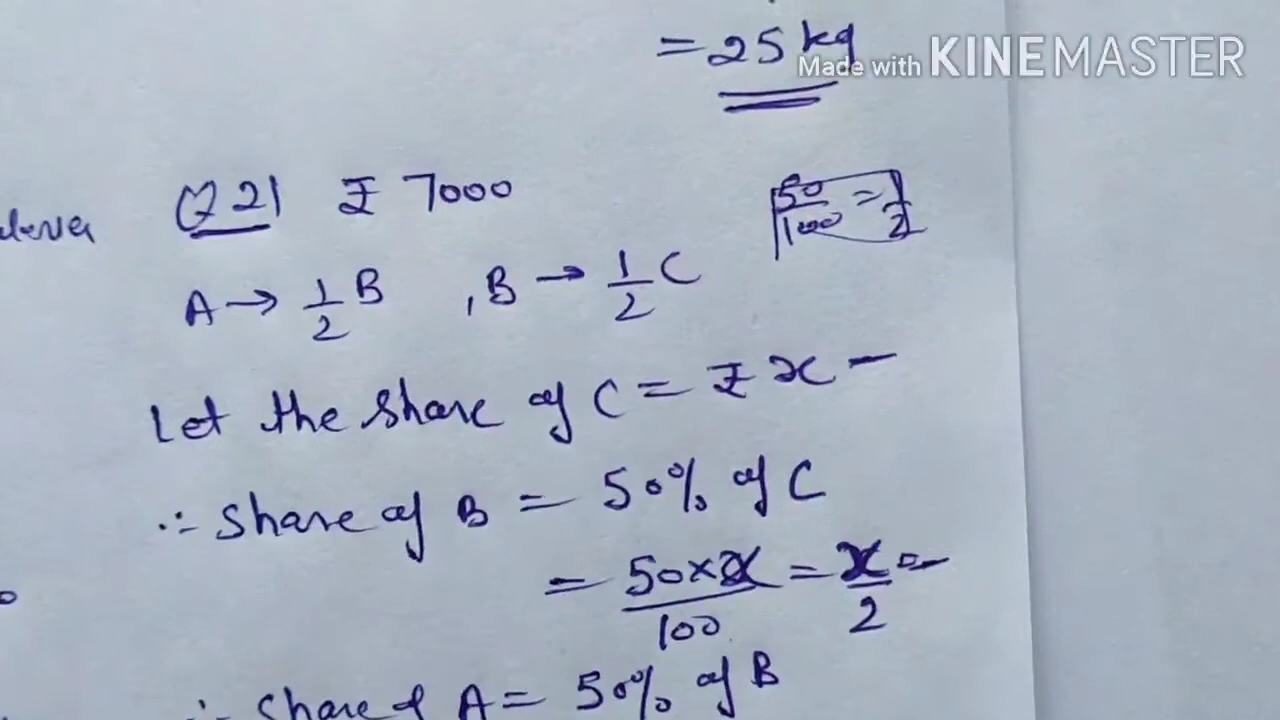 = 25 kg
Made with KINEMASTER
Q 21 ₹ 7000
50/100 = 1/2
A → 1/2 B , B → 1/2 C
Let the share of C = ₹ x
∴ Share of B = 50% of C
= 50×x/100 = x/2
∴ Share of A = 50% of B